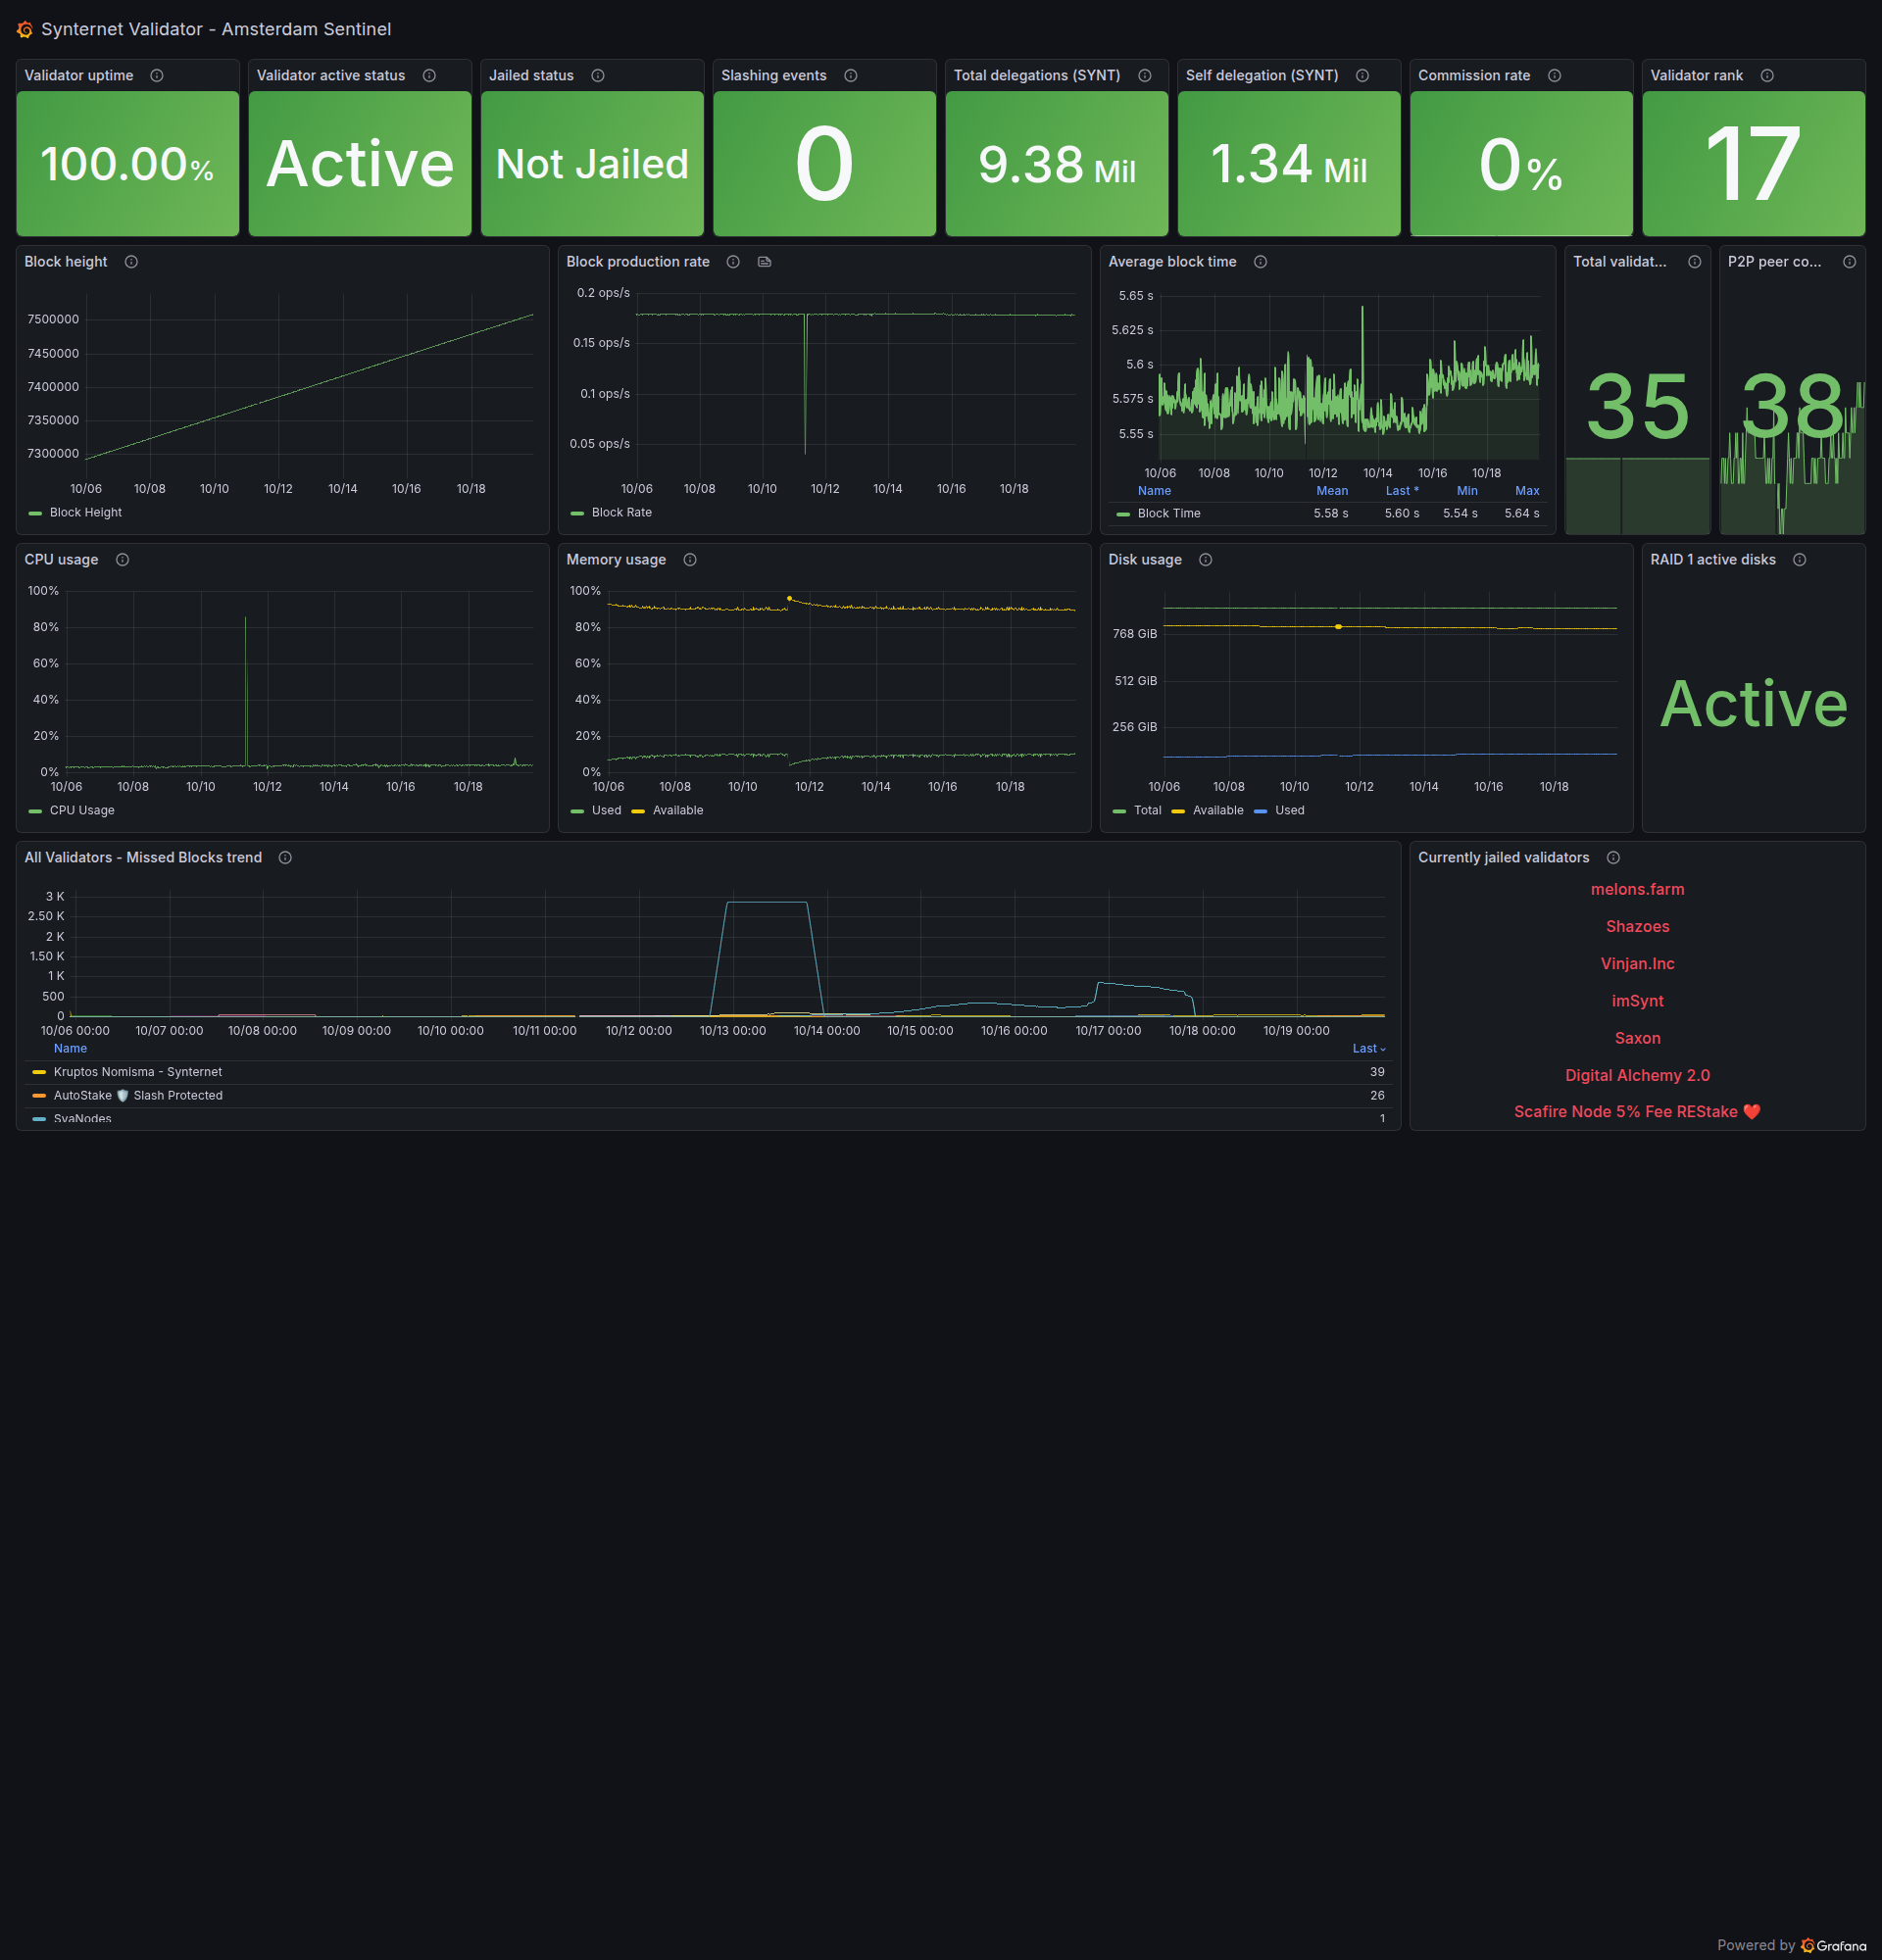 Synternet Validator - Amsterdam Sentinel
Validator uptime
100.00%
Validator active status
Active
Jailed status
Not Jailed
Slashing events
0
Total delegations (SYNT)
9.38 Mil
Self delegation (SYNT)
1.34 Mil
Commission rate
0%
Validator rank
17
Block height
7500000
7450000
7400000
7350000
7300000
10/06 10/08 10/10 10/12 10/14 10/16 10/18
Block Height
Block production rate
0.2 ops/s
0.15 ops/s
0.1 ops/s
0.05 ops/s
10/06 10/08 10/10 10/12 10/14 10/16 10/18
Block Rate
Average block time
5.65 s
5.625 s
5.6 s
5.575 s
5.55 s
10/06 10/08 10/10 10/12 10/14 10/16 10/18
Name Mean Last * Min Max
Block Time 5.58 s 5.60 s 5.54 s 5.64 s
Total validat...
35
P2P peer co...
38
CPU usage
100%
80%
60%
40%
20%
0%
10/06 10/08 10/10 10/12 10/14 10/16 10/18
CPU Usage
Memory usage
100%
80%
60%
40%
20%
0%
10/06 10/08 10/10 10/12 10/14 10/16 10/18
Used Available
Disk usage
768 GiB
512 GiB
256 GiB
10/06 10/08 10/10 10/12 10/14 10/16 10/18
Total Available Used
RAID 1 active disks
Active
All Validators - Missed Blocks trend
3 K
2.50 K
2 K
1.50 K
1 K
500
0
10/06 00:00 10/07 00:00 10/08 00:00 10/09 00:00 10/10 00:00 10/11 00:00 10/12 00:00 10/13 00:00 10/14 00:00 10/15 00:00 10/16 00:00 10/17 00:00 10/18 00:00 10/19 00:00
Name Last
Kruptos Nomisma - Synternet 39
AutoStake 🛡️ Slash Protected 26
SvaNodes 1
Currently jailed validators
melons.farm
Shazoes
Vinjan.Inc
imSynt
Saxon
Digital Alchemy 2.0
Scafire Node 5% Fee REStake ❤️
Powered by Grafana